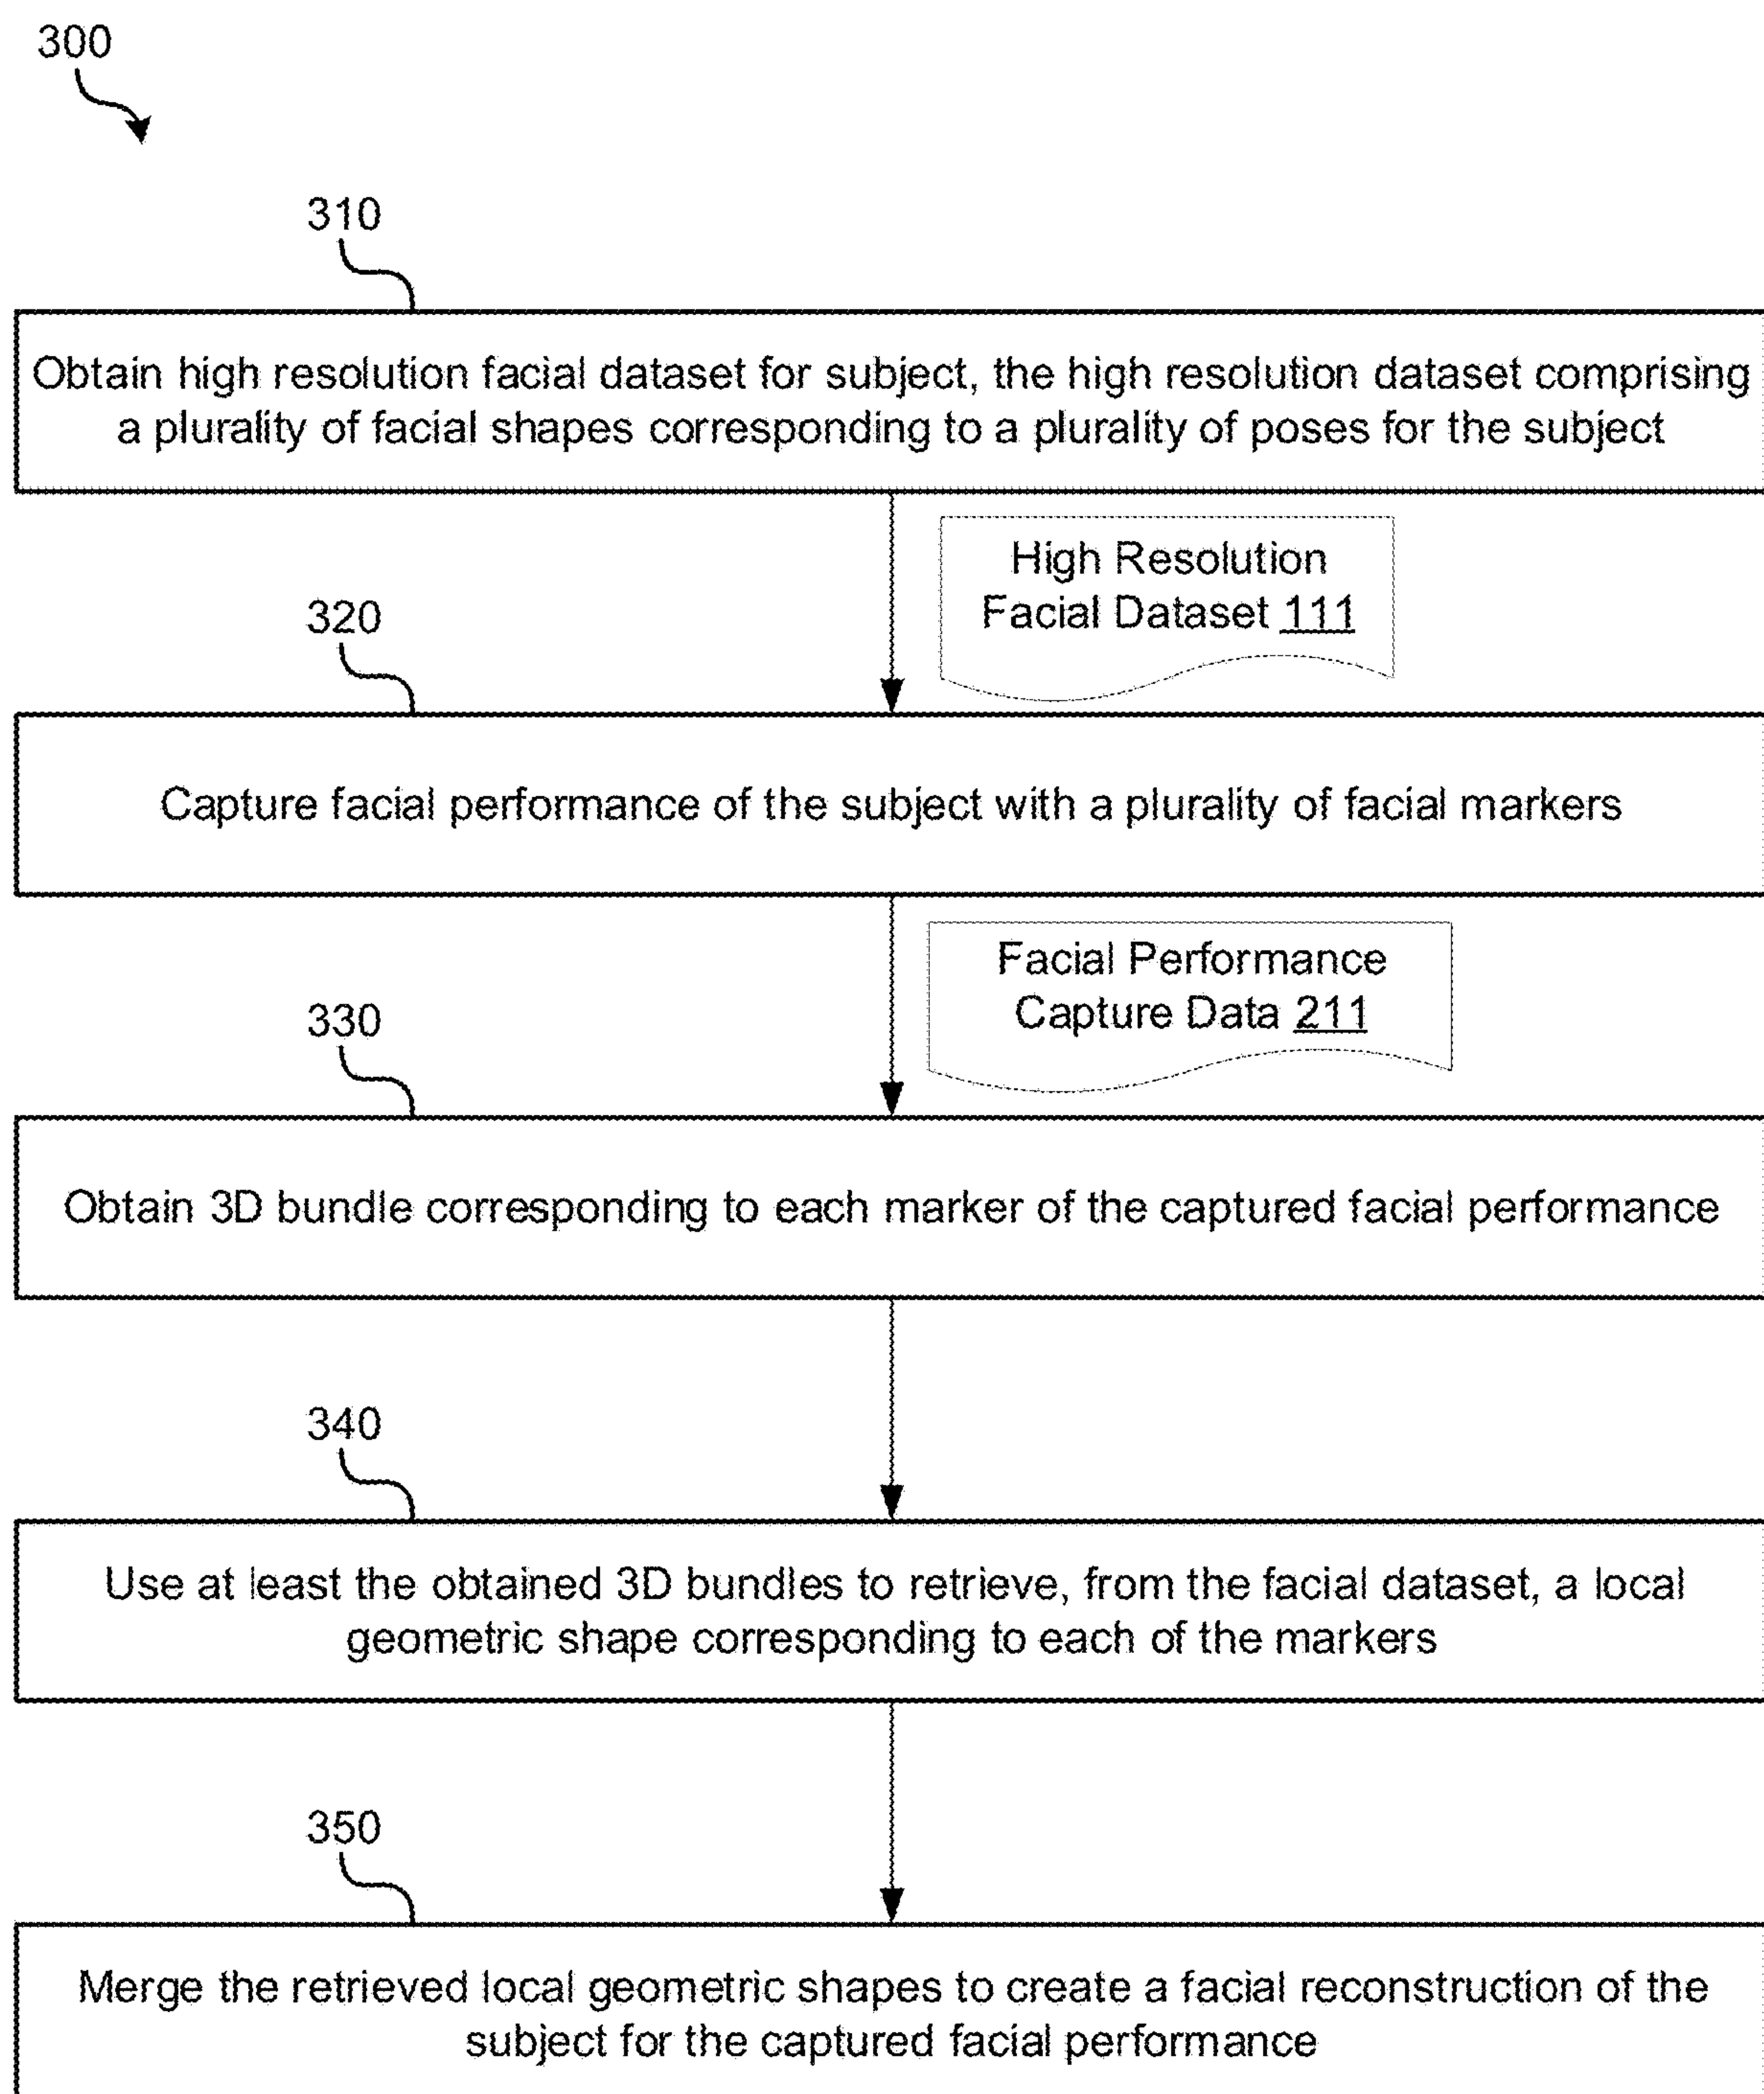 300
310
Obtain high resolution facial dataset for subject, the high resolution dataset comprising
a plurality of facial shapes corresponding to a plurality of poses for the subject
High Resolution
Facial Dataset 111
320
Capture facial performance of the subject with a plurality of facial markers
Facial Performance
Capture Data 211
330
Obtain 3D bundle corresponding to each marker of the captured facial performance
340
Use at least the obtained 3D bundles to retrieve, from the facial dataset, a local
geometric shape corresponding to each of the markers
350
Merge the retrieved local geometric shapes to create a facial reconstruction of the
subject for the captured facial performance